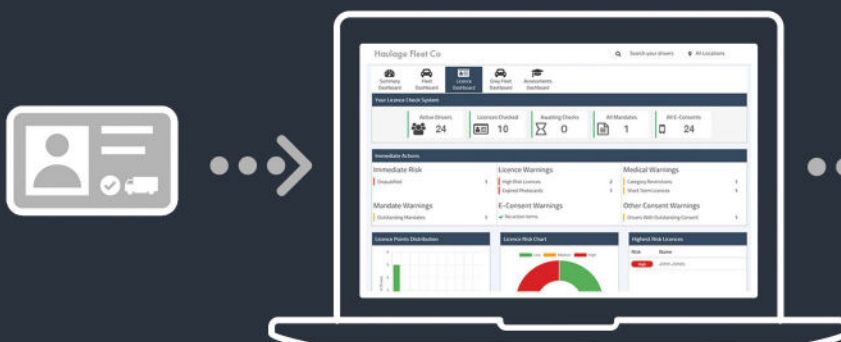 Haulage Fleet Co
Search your drivers
All Locations
Summary Dashboard
Fleet Dashboard
Licence Dashboard
Grey Fleet Dashboard
Assessments Dashboard
Your Licence Check System
Active Drivers
24
Licences Checked
10
Awaiting Checks
0
All Mandates
1
All E-Consents
24
Immediate Actions
Immediate Risk
Disqualified 1
Licence Warnings
High Risk Licences 2
Expired Photocards
Medical Warnings
Category Restrictions 1
Short Term Licences 1
Mandate Warnings
Outstanding Mandates 1
E-Consent Warnings
No action items
Other Consent Warnings
Drivers With Outstanding Consent 1
Licence Points Distribution
Licence Risk Chart
Low Medium High
Highest Risk Licences
Risk Name
High John Jones